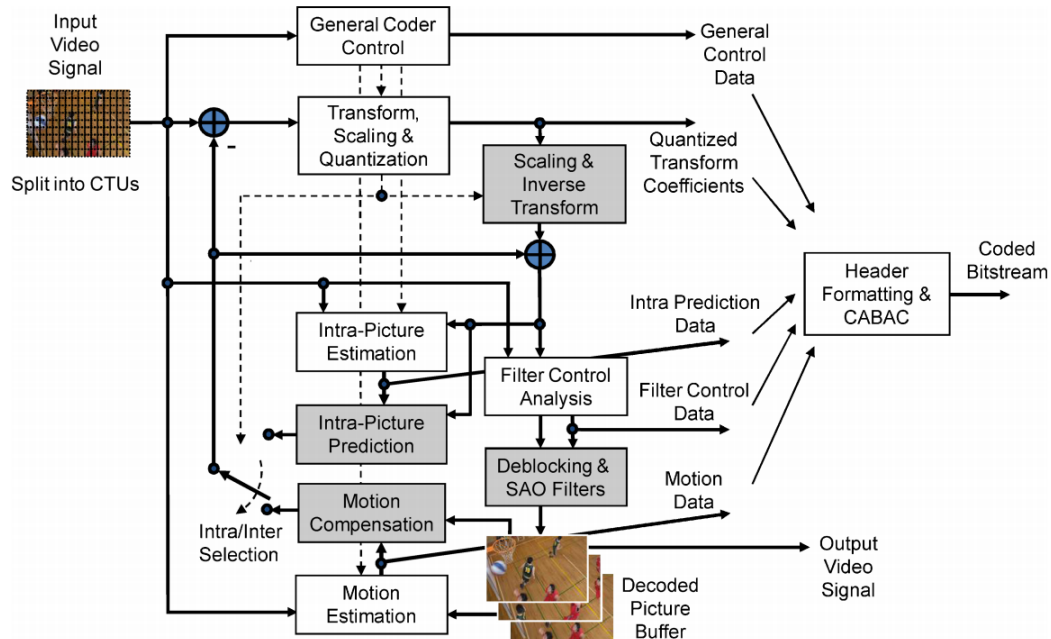 Input
Video
Signal
Split into CTUs
General Coder
Control
General
Control
Data
Transform,
Scaling &
Quantization
-
Quantized
Transform
Coefficients
Scaling &
Inverse
Transform
Coded
Bitstream
Header
Formatting &
CABAC
Intra Prediction
Data
Intra-Picture
Estimation
Filter Control
Analysis
Filter Control
Data
Intra-Picture
Prediction
Deblocking &
SAO Filters
Motion
Data
Motion
Compensation
Intra/Inter
Selection
Output
Video
Signal
Motion
Estimation
Decoded
Picture
Buffer